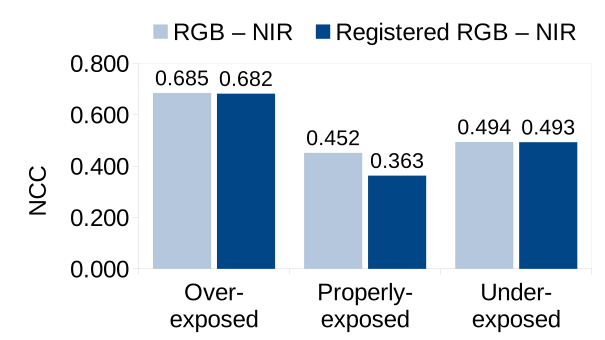 RGB – NIR Registered RGB – NIR
NCC
0.800
0.600
0.400
0.200
0.000
0.685 0.682
0.452 0.363
0.494 0.493
Over-
exposed
Properly-
exposed
Under-
exposed